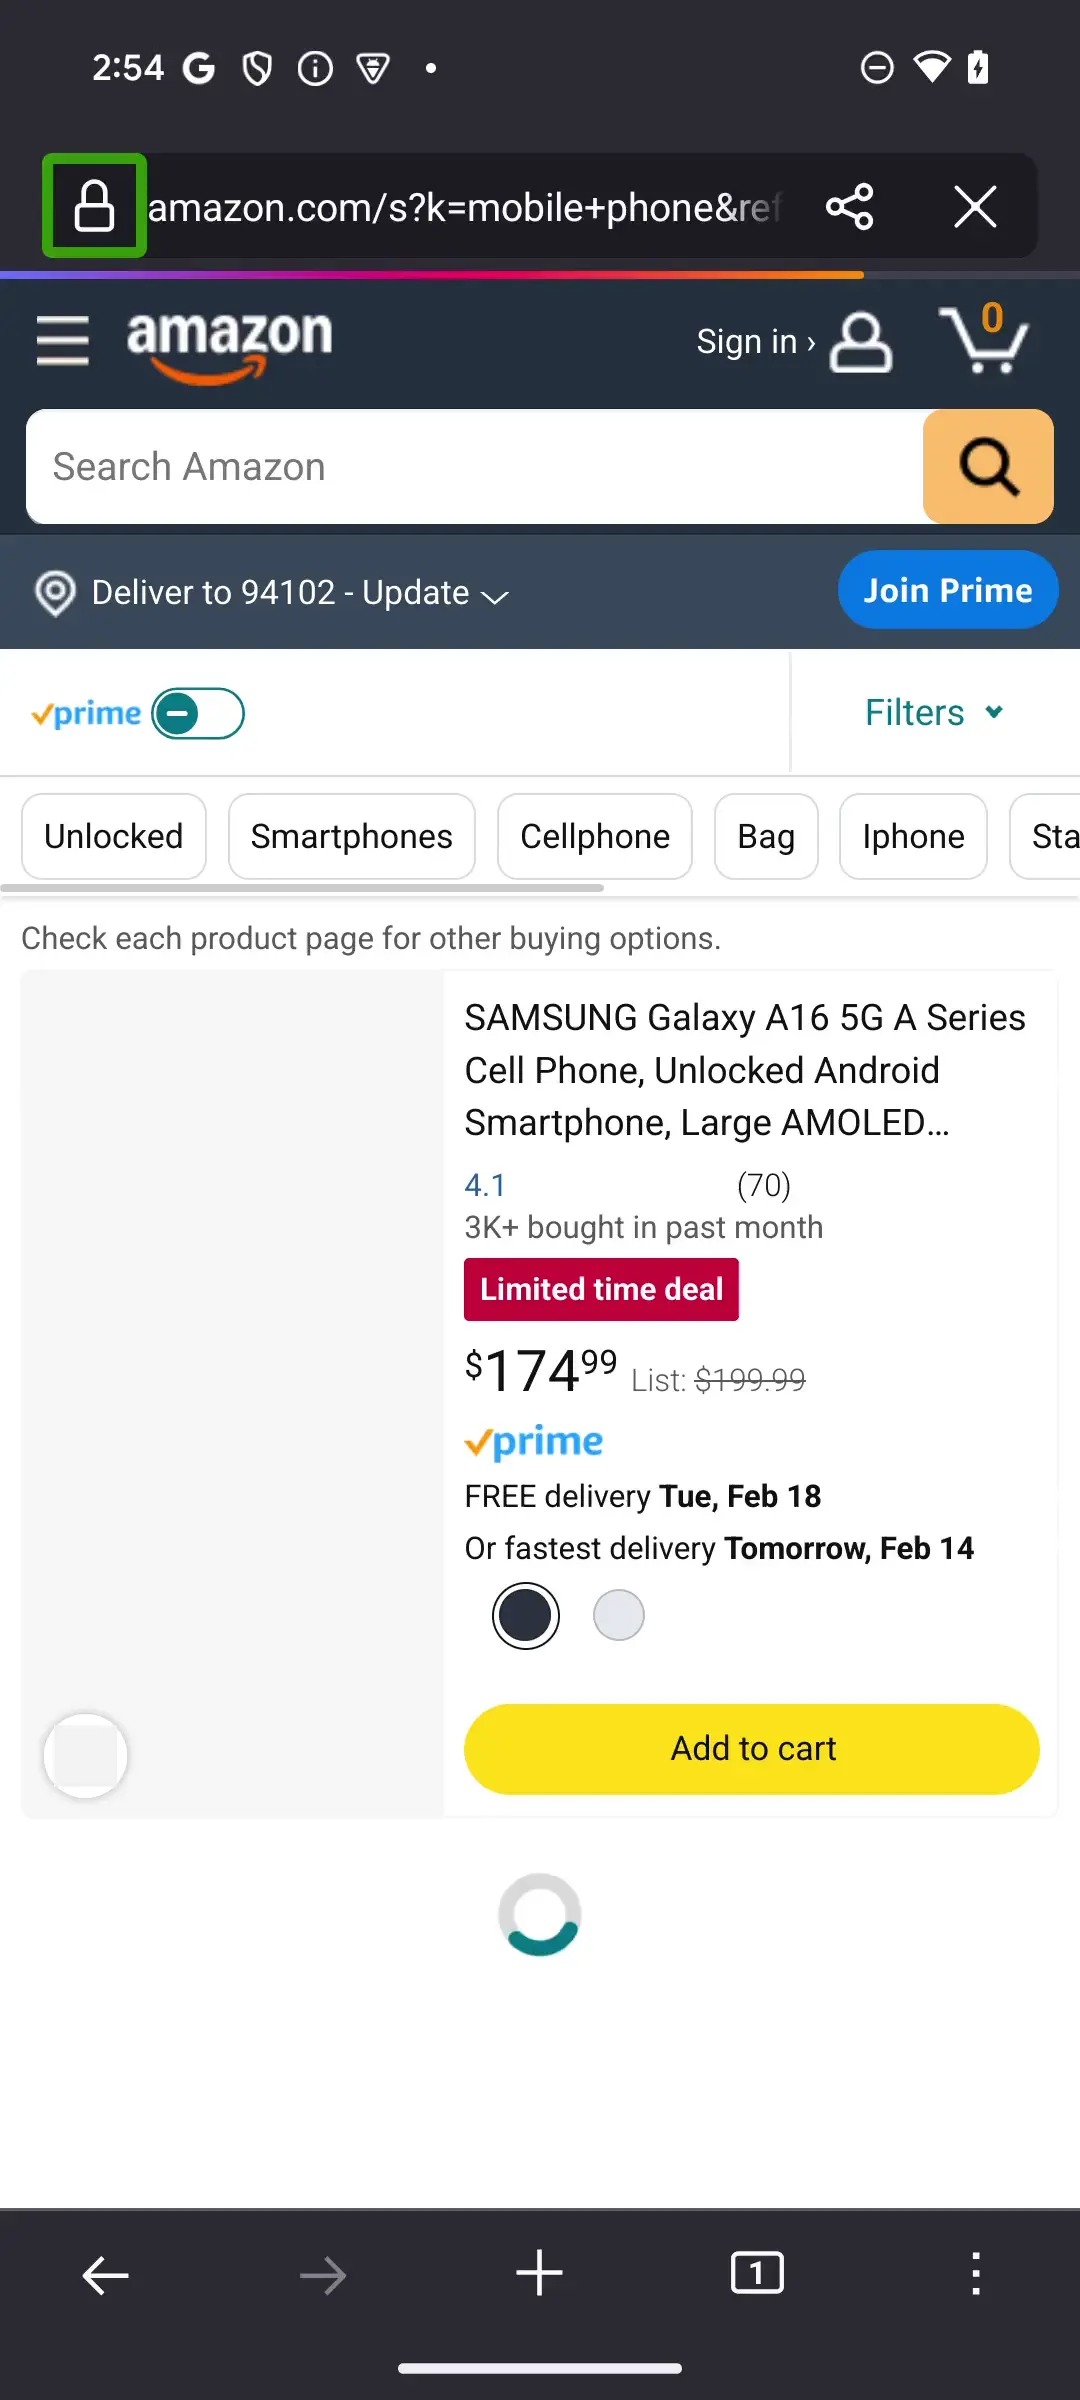 2:54
amazon.com/s?k=mobile+phone&ref
amazon
Sign in ›
0
Search Amazon
Deliver to 94102 - Update
Join Prime
prime
Filters
Unlocked
Smartphones
Cellphone
Bag
Iphone
Sta
Check each product page for other buying options.
SAMSUNG Galaxy A16 5G A Series
Cell Phone, Unlocked Android
Smartphone, Large AMOLED...
4.1 (70)
3K+ bought in past month
Limited time deal
$174 99 List: $199.99
prime
FREE delivery Tue, Feb 18
Or fastest delivery Tomorrow, Feb 14
Add to cart
1